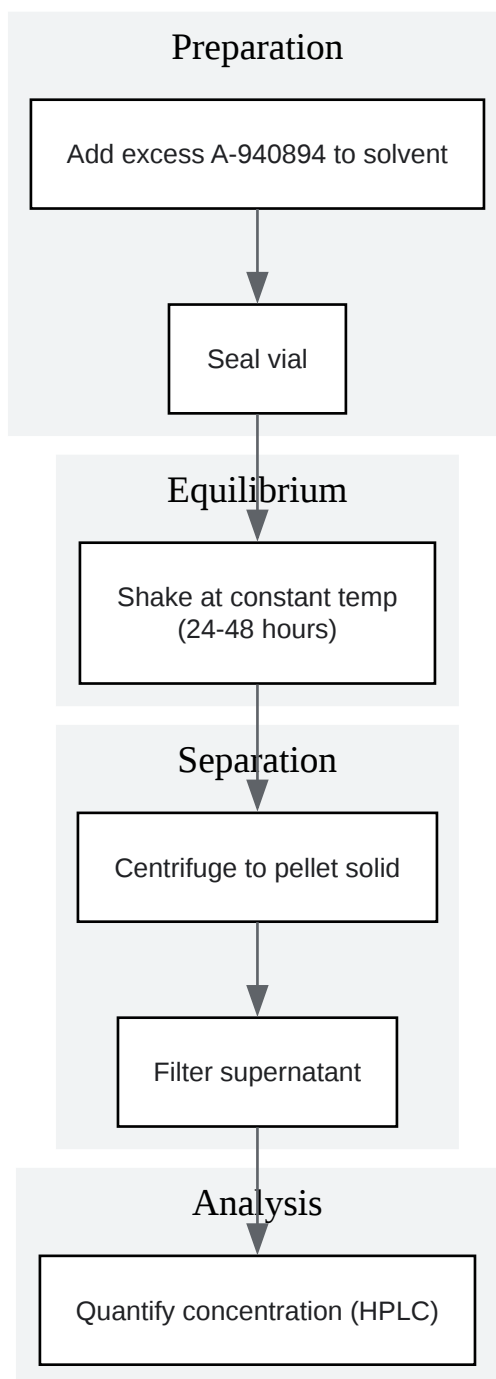 Preparation
Add excess A-940894 to solvent
Seal vial
Equilibrium
Shake at constant temp
(24-48 hours)
Separation
Centrifuge to pellet solid
Filter supernatant
Analysis
Quantify concentration (HPLC)